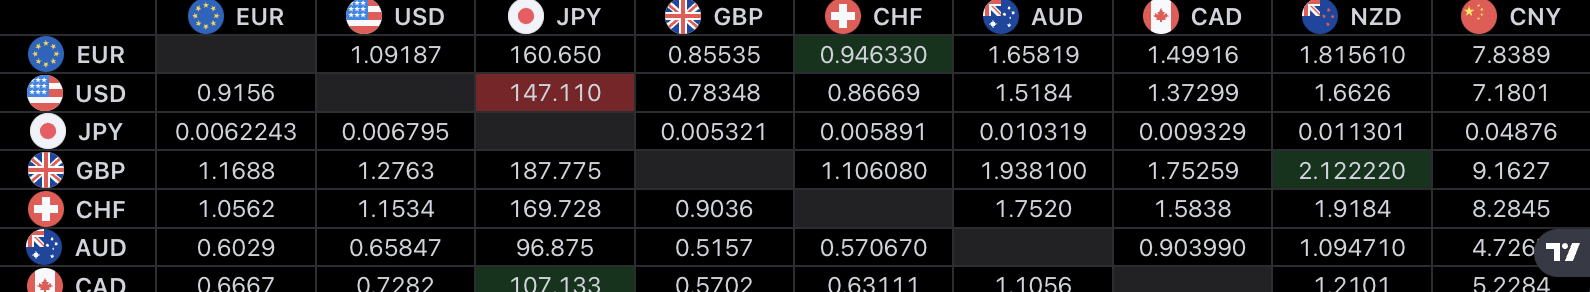 EUR USD JPY GBP CHF AUD CAD NZD CNY
EUR 1.09187 160.650 0.85535 0.946330 1.65819 1.49916 1.815610 7.8389
USD 0.9156 147.110 0.78348 0.86669 1.5184 1.37299 1.6626 7.1801
JPY 0.0062243 0.006795 0.005321 0.005891 0.010319 0.009329 0.011301 0.04876
GBP 1.1688 1.2763 187.775 1.106080 1.938100 1.75259 2.122220 9.1627
CHF 1.0562 1.1534 169.728 0.9036 1.7520 1.5838 1.9184 8.2845
AUD 0.6029 0.65847 96.875 0.5157 0.570670 0.903990 1.094710 4.726
CAD 0.6667 0.7282 107.133 0.5702 0.63111 1.1056 1.2101 5.2284